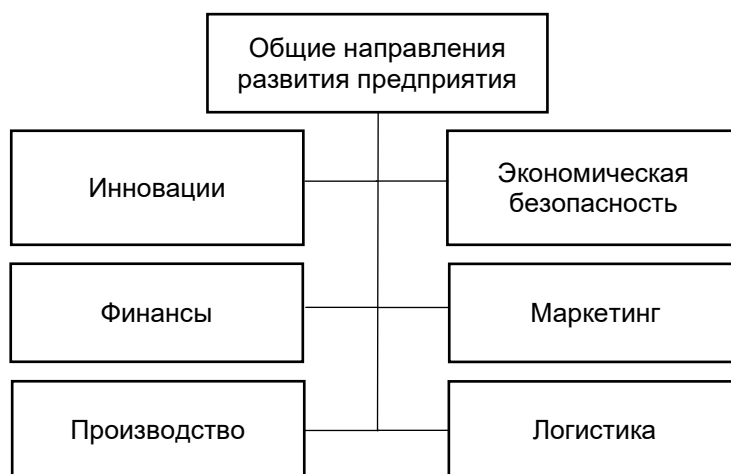 Общие направления
развития предприятия
Инновации
Экономическая
безопасность
Финансы
Маркетинг
Производство
Логистика